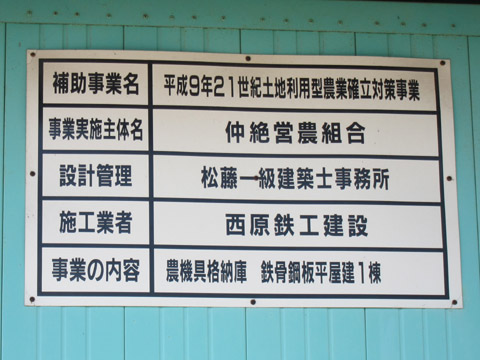 補助事業名 平成9年21世紀土地利用型農業確立対策事業
事業実施主体名 仲絶営農組合
設計管理 松藤一級建築士事務所
施工業者 西原鉄工建設
事業の内容 農機具格納庫 鉄骨鋼板平屋建1棟